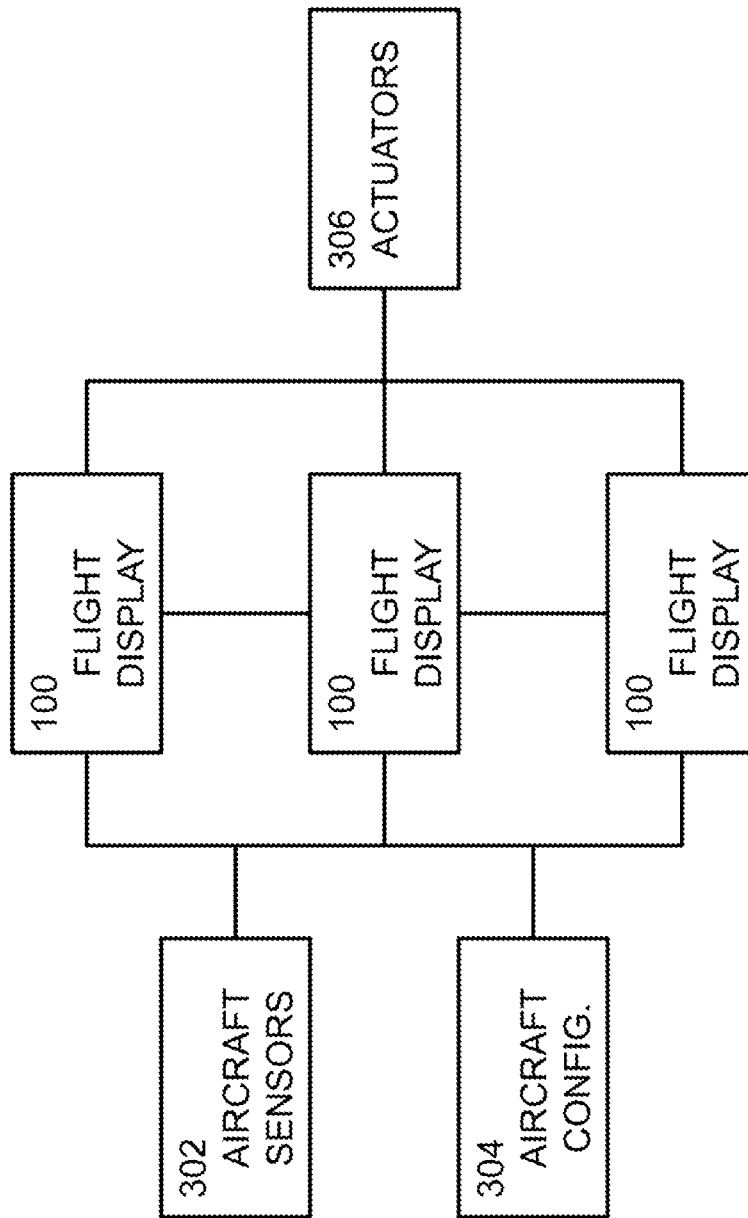 302
AIRCRAFT
SENSORS
304
AIRCRAFT
CONFIG.
100
FLIGHT
DISPLAY
100
FLIGHT
DISPLAY
100
FLIGHT
DISPLAY
306
ACTUATORS